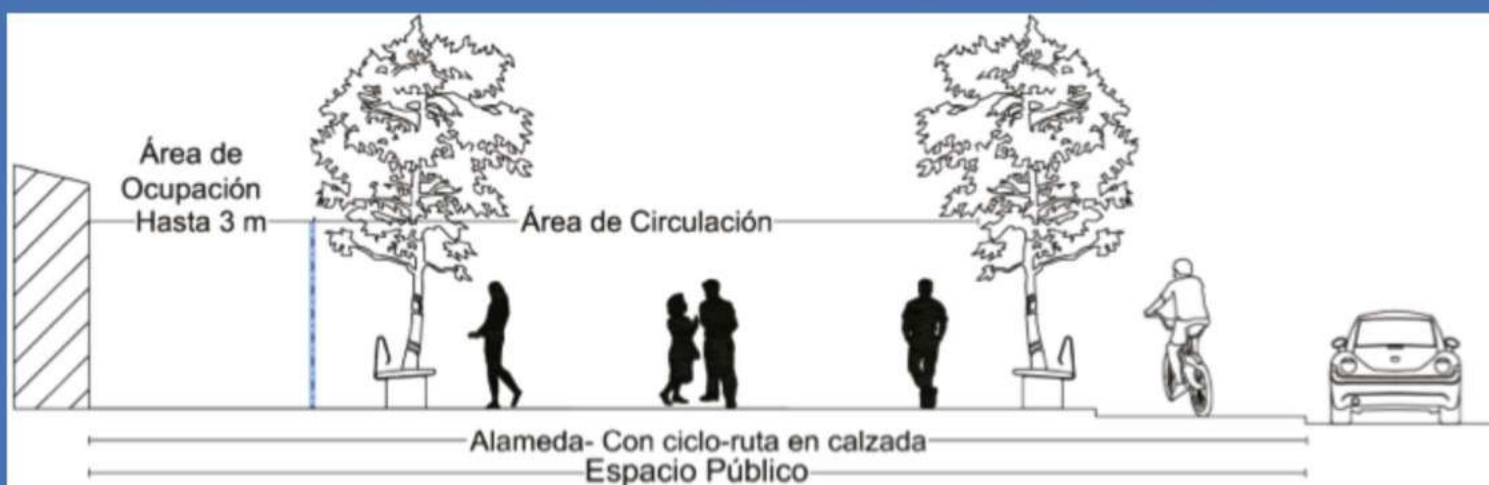 Área de
Ocupación
Hasta 3 m
Área de Circulación
Alameda- Con ciclo-ruta en calzada
Espacio Público